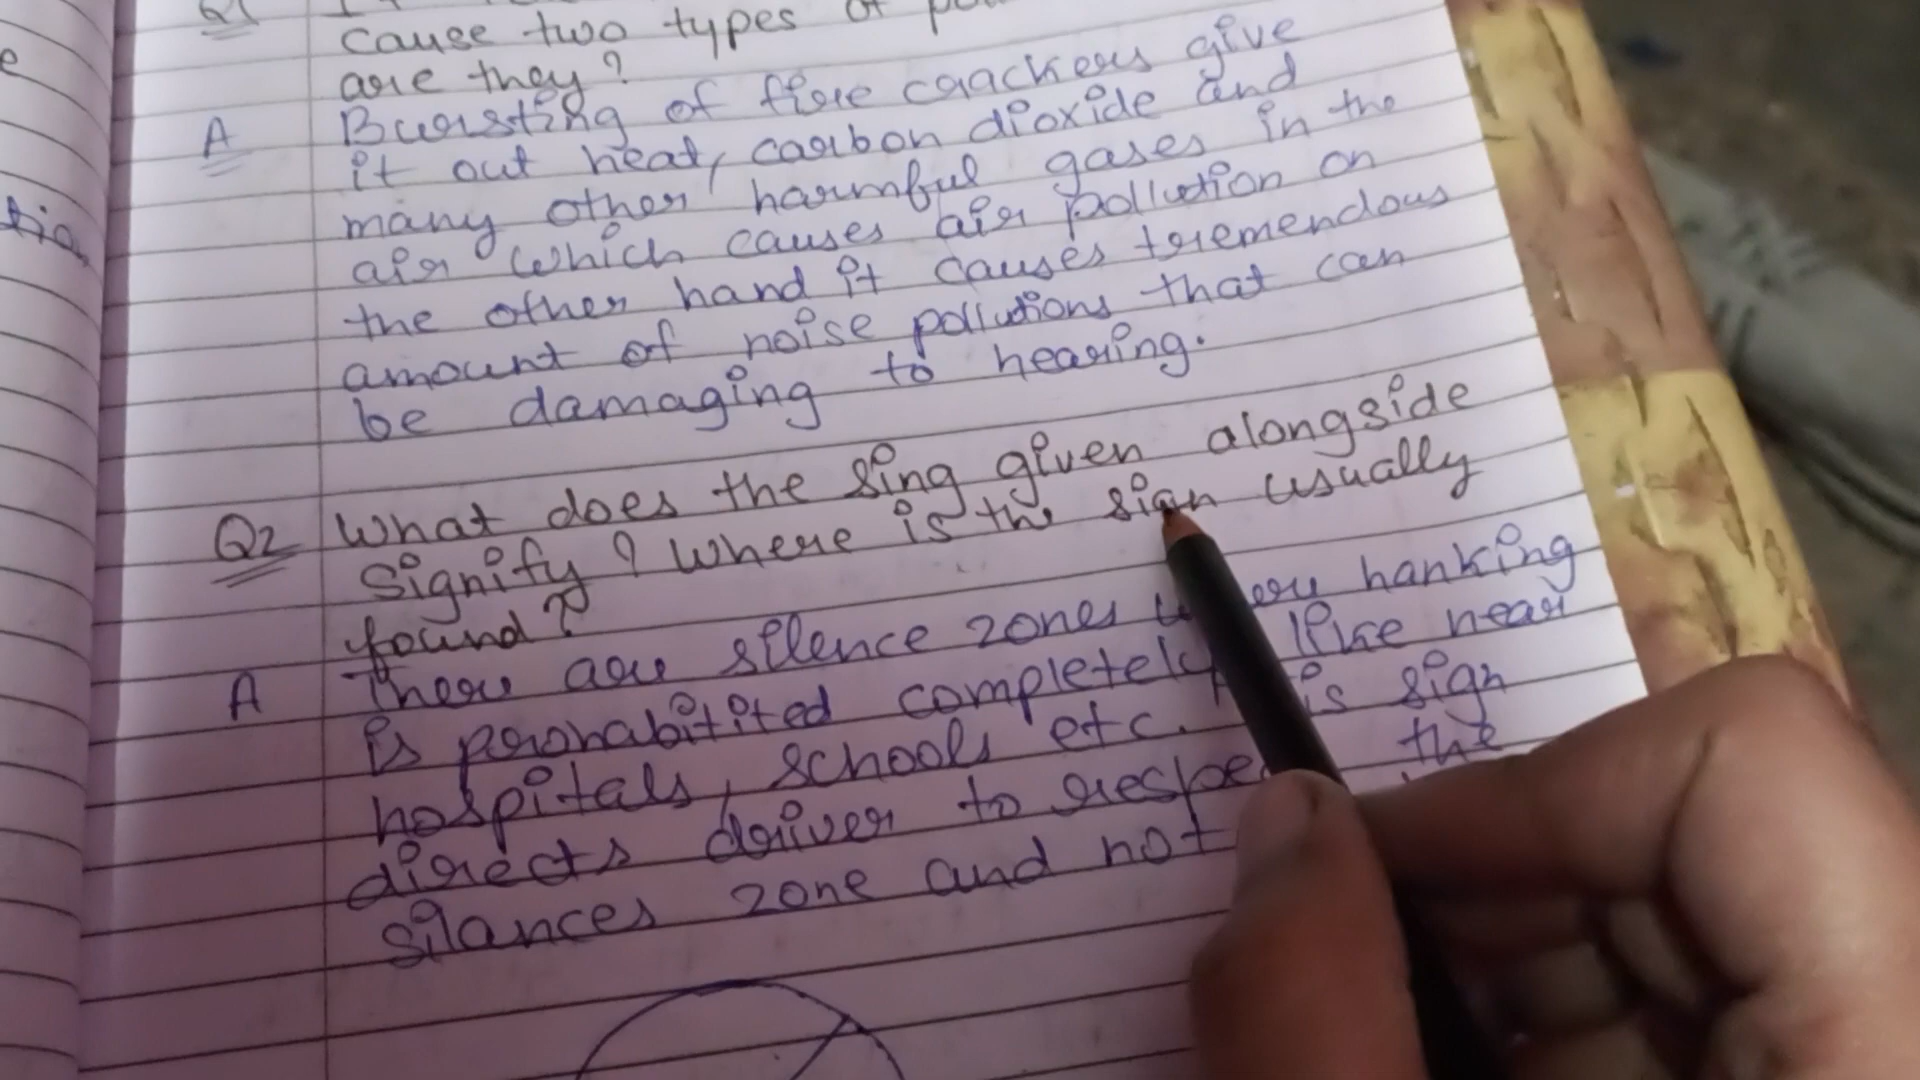 Q1
cause two types of
are they?
A Bursting of fire crackers give
it out heat, carbon dioxide and
many other harmful gases in the
air which causes air pollution on
the other hand it causes tremendous
amount of noise pollutions that can
be damaging to hearing.
Q2 What does the sing given alongside
signify? Where is the sign usually
found?
A There are silence zones hanking
is prohabitited completely like near
hospitals, schools etc. is sign
directs driver to the
silances zone and not